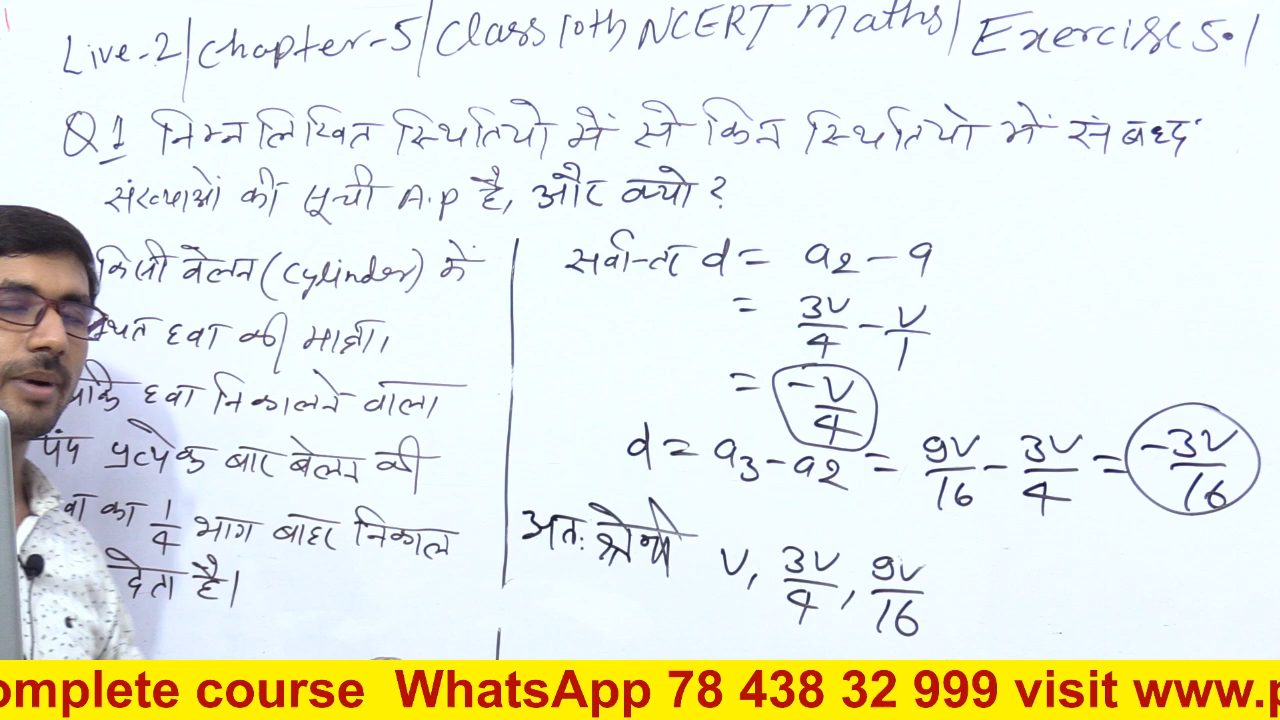 Live-2/Chapter-5/Class 10th NCERT Maths/Exercise 5.1
Q1 निम्न लिखित स्थितियो में से किन स्थितियो में संबध्द
संख्याओं की सूची A.p है, और क्यो ?
किसी बेलन (Cylinder) में
हवा की मात्रा।
हवा निकालने वाला
पंप प्रत्येक बार बेलन की
का 1/4 भाग बाहर निकाल
देता है।
सर्वान्तर d = a2 - a
= 3V/4 - V/1
= -V/4
d = a3 - a2 = 9V/16 - 3V/4 = -3V/16
अतः श्रेणी V, 3V/4, 9V/16
omplete course WhatsApp 78 438 32 999 visit www.p